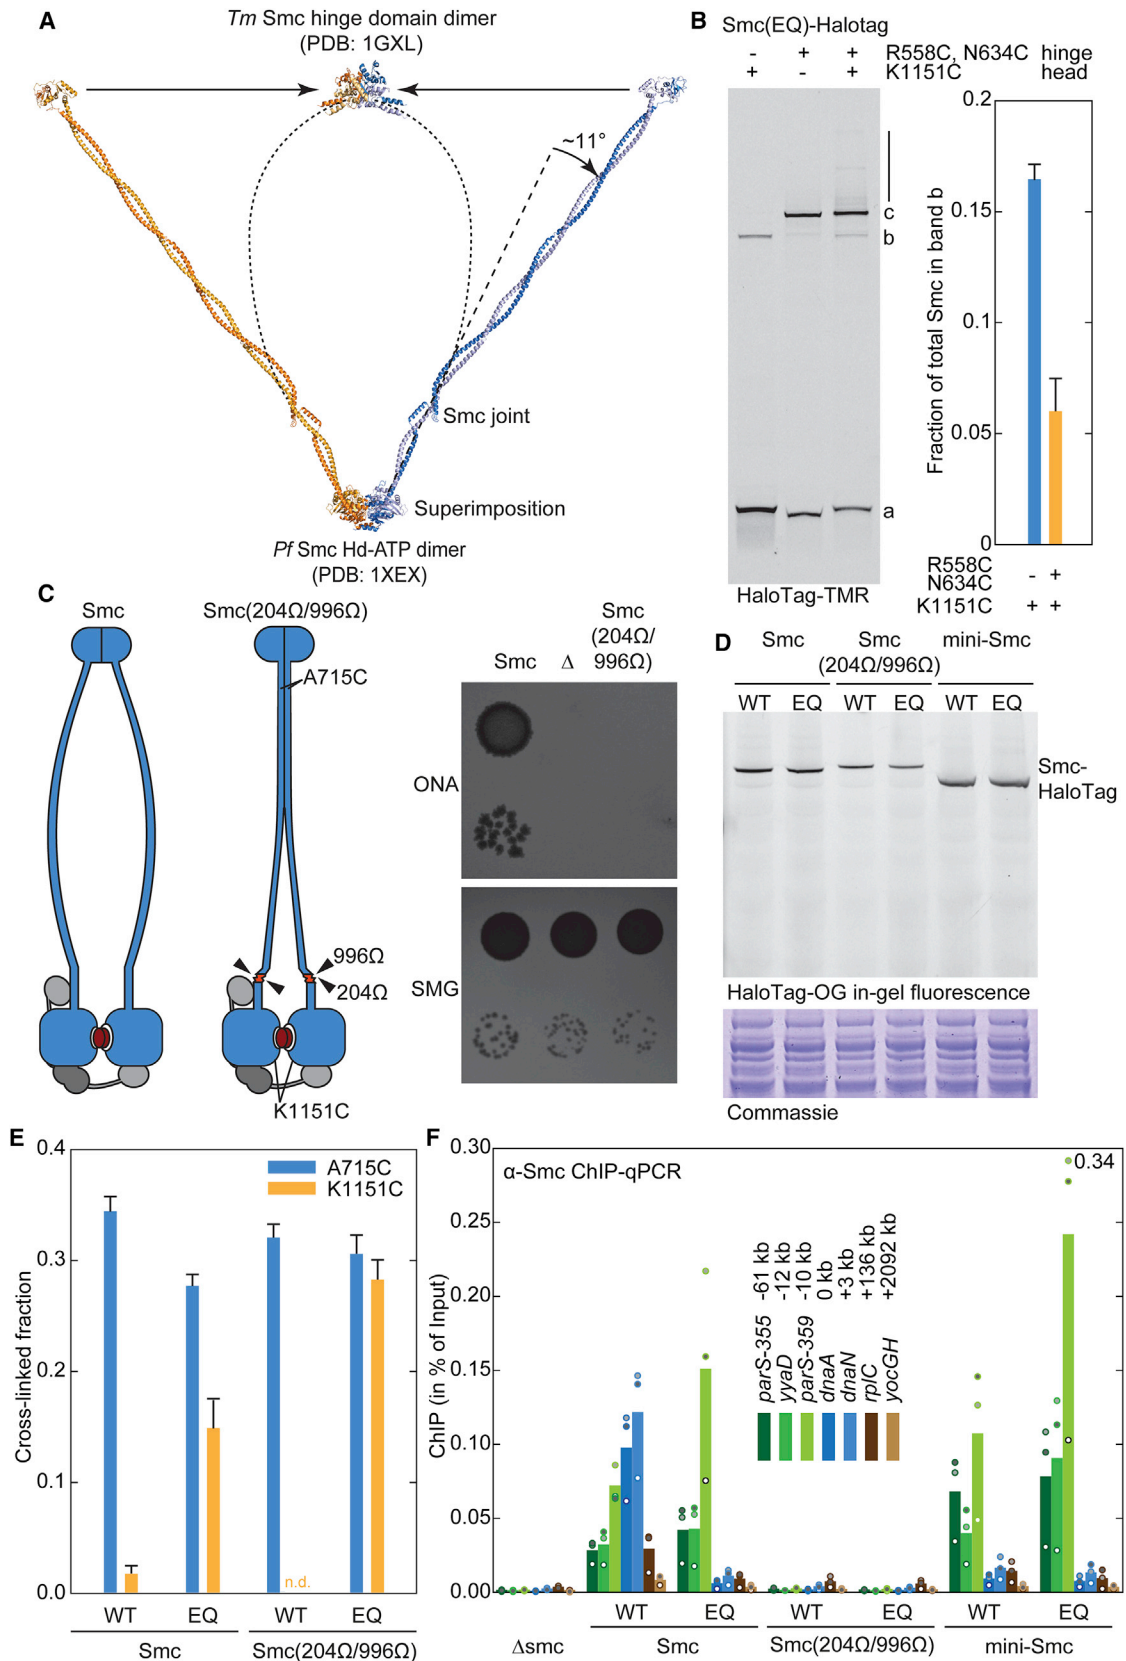 A
Tm Smc hinge domain dimer
(PDB: 1GXL)
~11°
Smc joint
Superimposition
Pf Smc Hd-ATP dimer
(PDB: 1XEX)
B
Smc(EQ)-Halotag
- + + R558C, N634C hinge
+ - + K1151C head
c
b
a
HaloTag-TMR
Fraction of total Smc in band b
0.2
0.15
0.1
0.05
0
R558C
N634C - +
K1151C + +
C
Smc
Smc(204Ω/996Ω)
A715C
996Ω
204Ω
K1151C
Smc
(204Ω/
Smc Δ 996Ω)
ONA
SMG
D
Smc Smc mini-Smc
(204Ω/996Ω)
WT EQ WT EQ WT EQ
Smc-
HaloTag
HaloTag-OG in-gel fluorescence
Commassie
E
Cross-linked fraction
0.4
0.3
0.2
0.1
0.0
A715C
K1151C
n.d.
WT EQ WT EQ
Smc Smc(204Ω/996Ω)
F
ChIP (in % of Input)
0.30
0.25
0.20
0.15
0.10
0.05
0.00
α-Smc ChIP-qPCR
0.34
parS-355 -61 kb
yyaD -12 kb
parS-359 -10 kb
dnaA 0 kb
dnaN +3 kb
rplC +136 kb
yocGH +2092 kb
WT EQ WT EQ WT EQ
Δsmc Smc Smc(204Ω/996Ω) mini-Smc